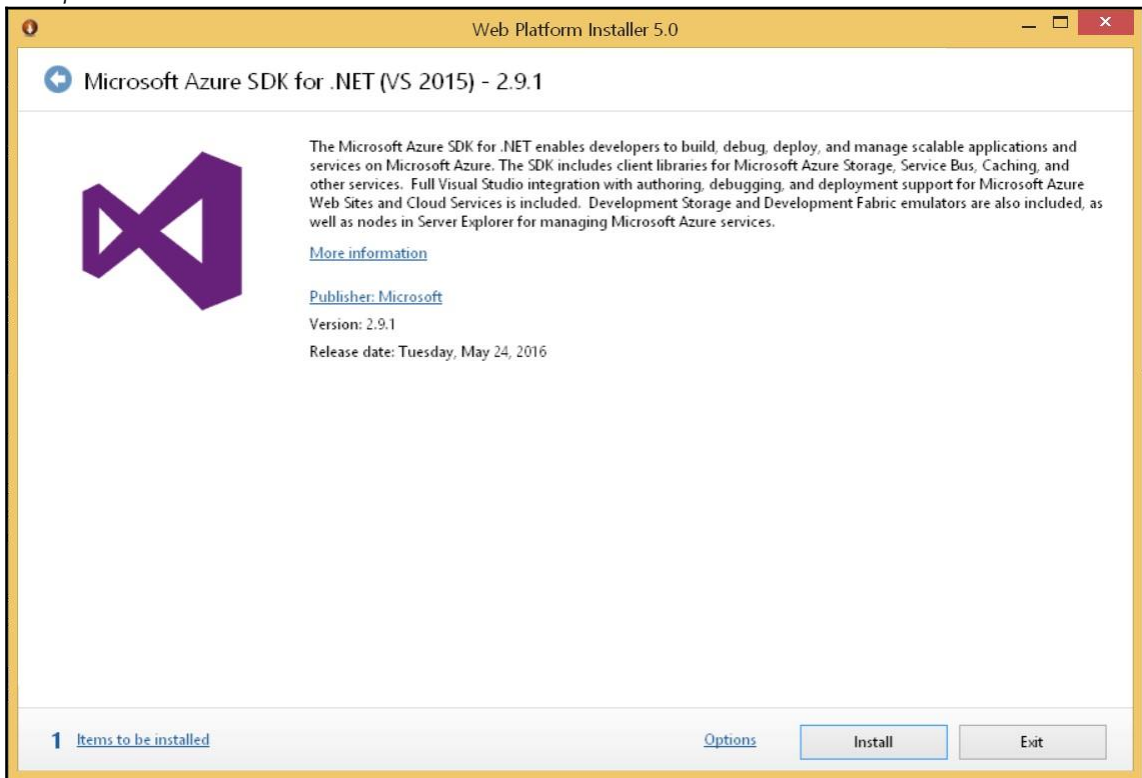 Web Platform Installer 5.0
Microsoft Azure SDK for .NET (VS 2015) - 2.9.1
The Microsoft Azure SDK for .NET enables developers to build, debug, deploy, and manage scalable applications and
services on Microsoft Azure. The SDK includes client libraries for Microsoft Azure Storage, Service Bus, Caching, and
other services.  Full Visual Studio integration with authoring, debugging, and deployment support for Microsoft Azure
Web Sites and Cloud Services is included.  Development Storage and Development Fabric emulators are also included, as
well as nodes in Server Explorer for managing Microsoft Azure services.
More information
Publisher: Microsoft
Version: 2.9.1
Release date: Tuesday, May 24, 2016
1 Items to be installed
Options
Install
Exit